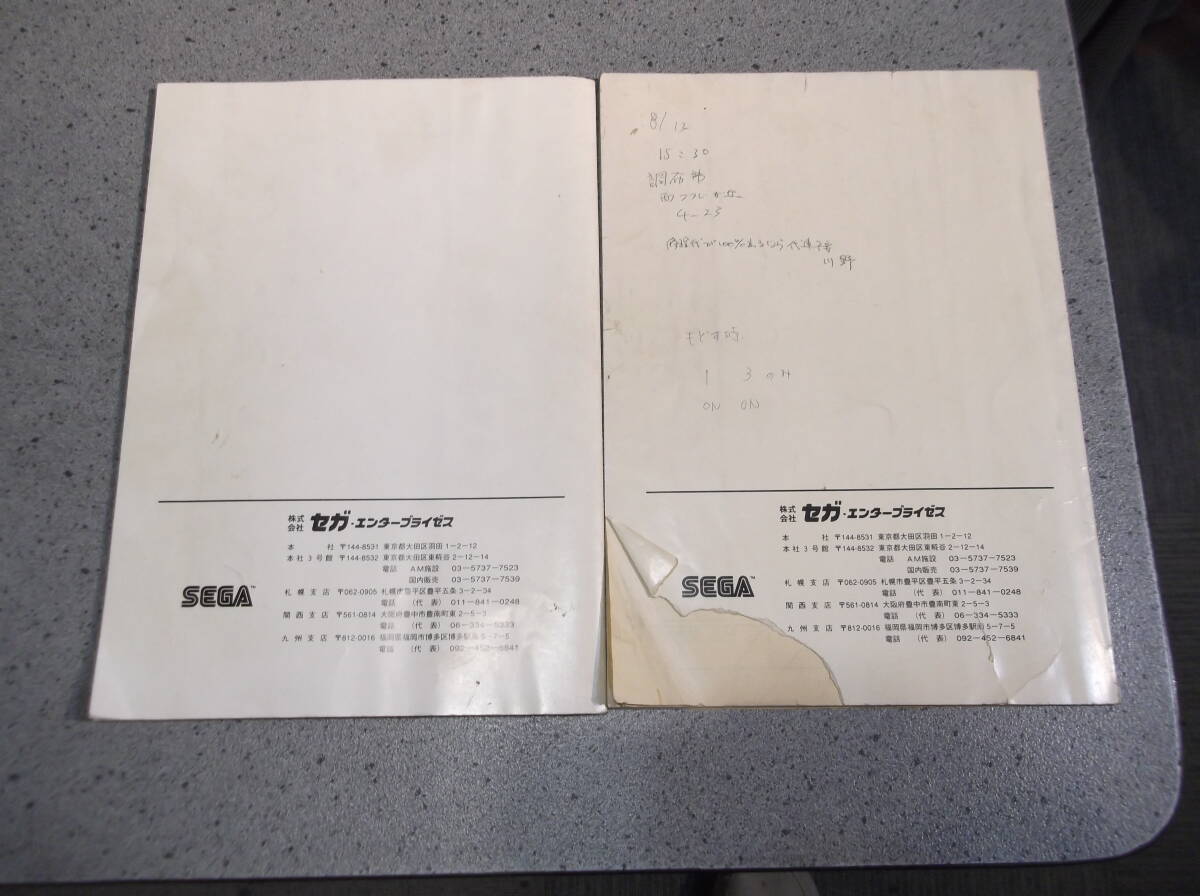 株式会社 セガ・エンタープライゼス
本 社 〒144-8531 東京都大田区羽田1-2-12
本社3号館 〒144-8532 東京都大田区東糀谷2-12-14
電話 AM施設 03-5737-7523
国内販売 03-5737-7539
札幌支店 〒062-0905 札幌市豊平区豊平五条3-2-34
電話 (代表) 011-841-0248
関西支店 〒561-0814 大阪府豊中市豊南町東2-5-3
電話 (代表) 06-334-5333
九州支店 〒812-0016 福岡県福岡市博多区博多駅南5-7-5
電話 (代表) 092-452-6841
SEGA™
8/12
15:30
調布市
西つつじヶ丘
4-23
川野
もどす時
1 3のみ
ON ON
株式会社 セガ・エンタープライゼス
本 社 〒144-8531 東京都大田区羽田1-2-12
本社3号館 〒144-8532 東京都大田区東糀谷2-12-14
電話 AM施設 03-5737-7523
国内販売 03-5737-7539
札幌支店 〒062-0905 札幌市豊平区豊平五条3-2-34
電話 (代表) 011-841-0248
関西支店 〒561-0814 大阪府豊中市豊南町東2-5-3
電話 (代表) 06-334-5333
九州支店 〒812-0016 福岡県福岡市博多区博多駅南5-7-5
電話 (代表) 092-452-6841
SEGA™